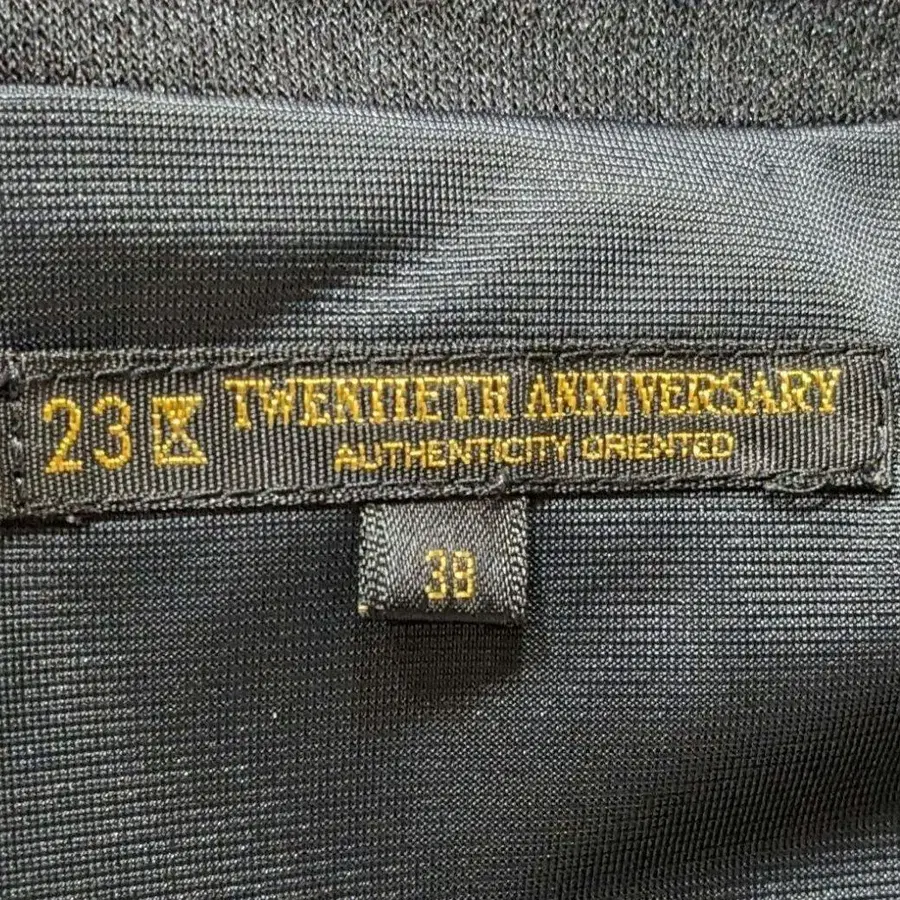 23区 TWENTIETH ANNIVERSARY
AUTHENTICITY ORIENTED
38